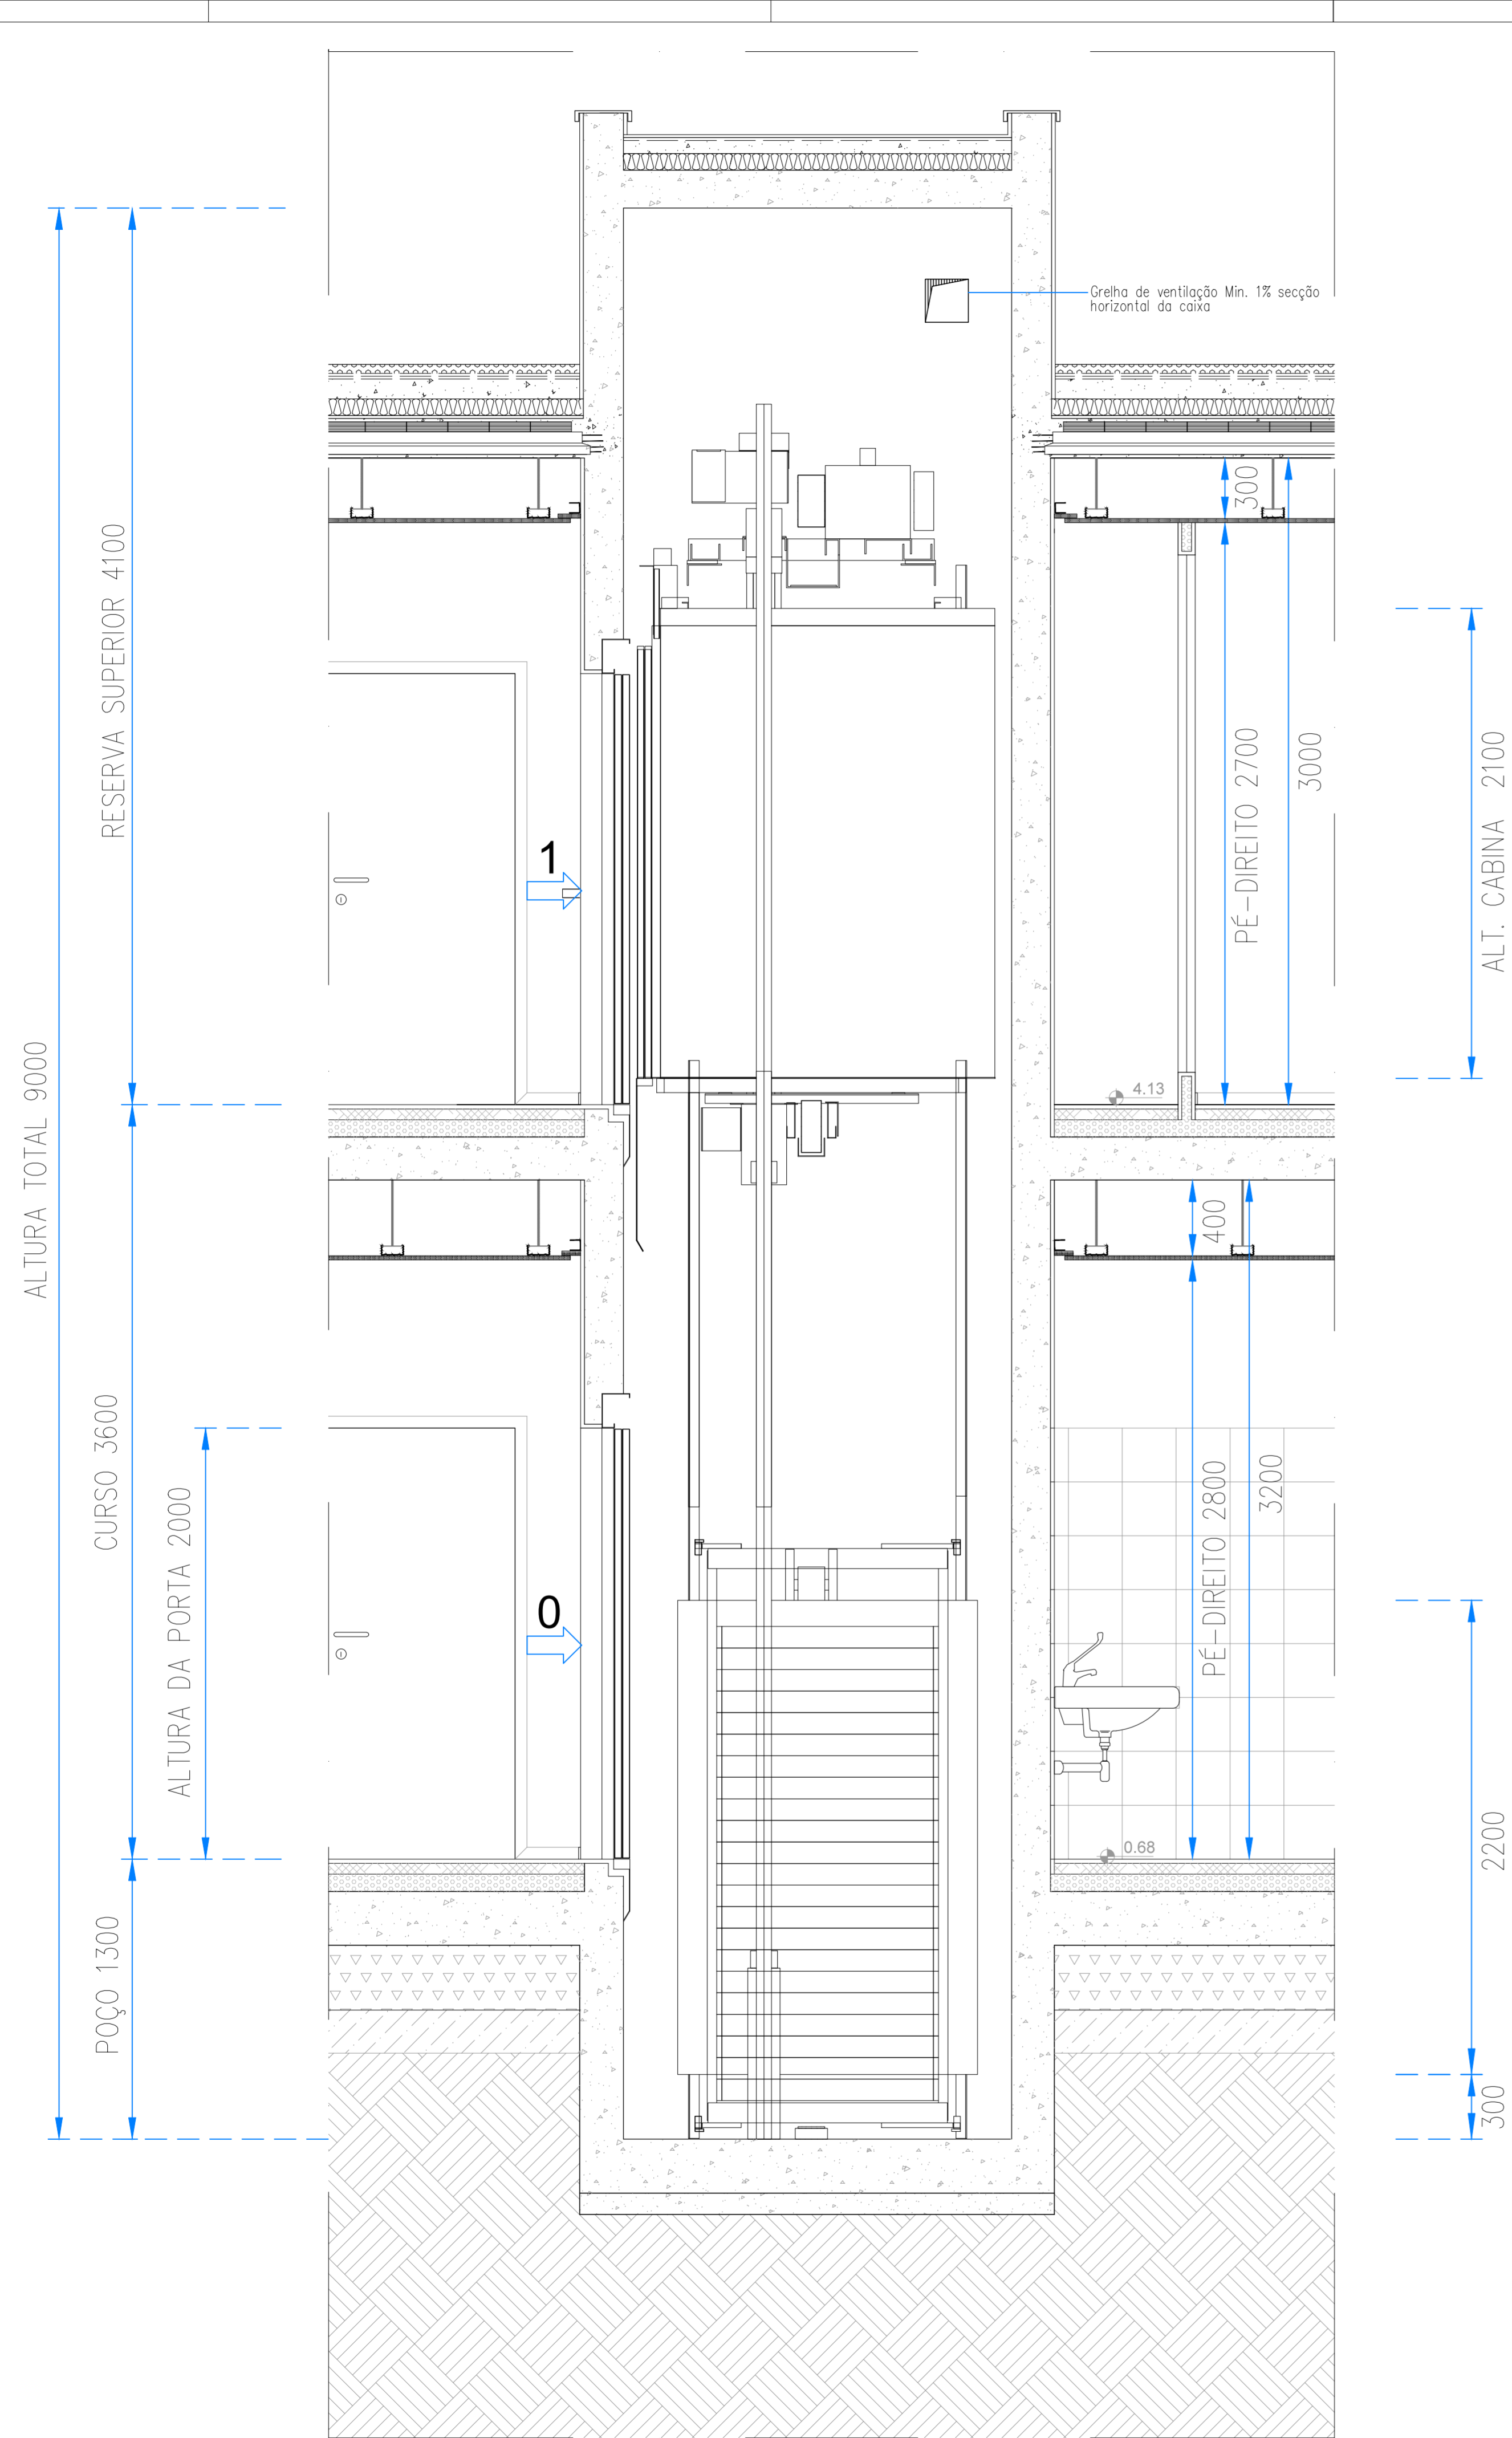 Grelha de ventilação Min. 1% secção
horizontal da caixa
RESERVA SUPERIOR 4100
300
PÉ-DIREITO 2700
3000
ALT. CABINA 2100
1
4.13
ALTURA TOTAL 9000
400
CURSO 3600
ALTURA DA PORTA 2000
0
PÉ-DIREITO 2800
3200
0.68
2200
POÇO 1300
300